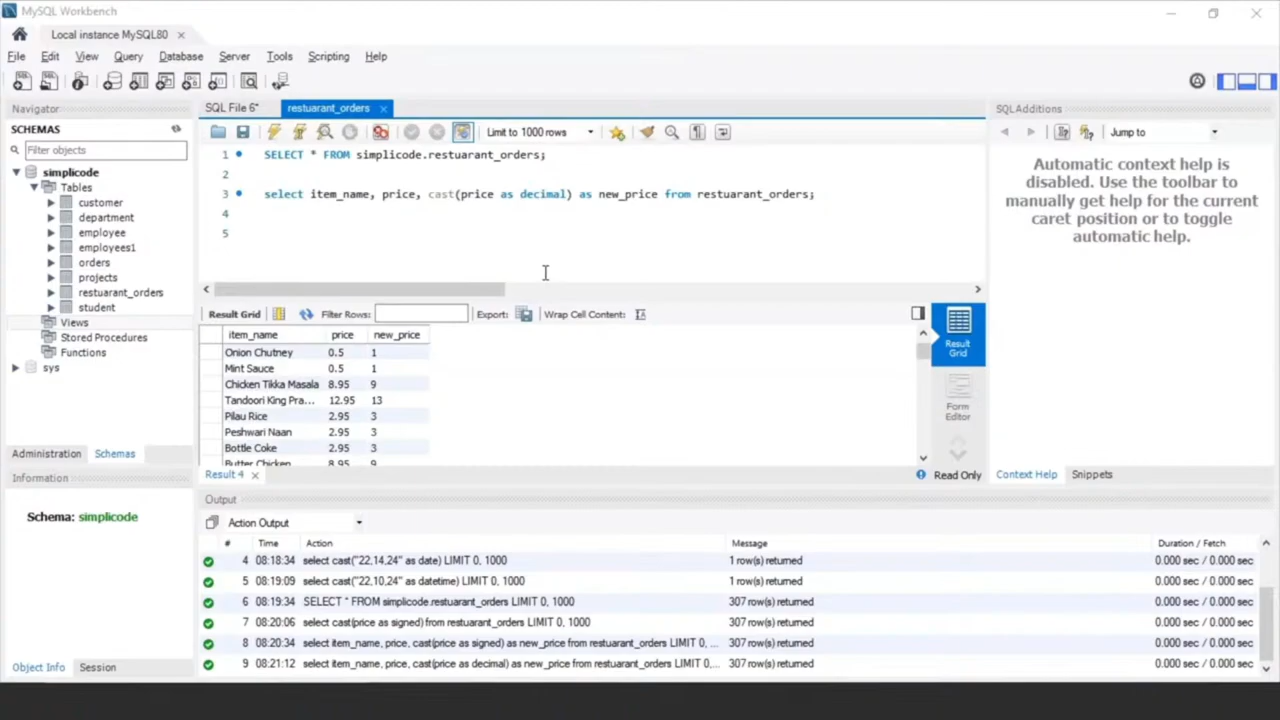 MySQL Workbench
Local instance MySQL80
File Edit View Query Database Server Tools Scripting Help
Navigator
SCHEMAS
Filter objects
simplicode
Tables
customer
department
employee
employees1
orders
projects
restuarant_orders
student
Views
Stored Procedures
Functions
sys
Administration Schemas
Information
Schema: simplicode
Object Info Session
SQL File 6* restuarant_orders
Limit to 1000 rows
1 SELECT * FROM simplicode.restuarant_orders;
2
3 select item_name, price, cast(price as decimal) as new_price from restuarant_orders;
4
5
Result Grid Filter Rows: Export: Wrap Cell Content: IA
item_name price new_price
Onion Chutney 0.5 1
Mint Sauce 0.5 1
Chicken Tikka Masala 8.95 9
Tandoori King Pra... 12.95 13
Pilau Rice 2.95 3
Peshwari Naan 2.95 3
Bottle Coke 2.95 3
Butter Chicken 8.95 9
Result Grid
Form Editor
Result 4
Read Only
SQLAdditions
Jump to
Automatic context help is
disabled. Use the toolbar to
manually get help for the current
caret position or to toggle
automatic help.
Context Help Snippets
Output
Action Output
# Time Action Message Duration / Fetch
4 08:18:34 select cast("22,14,24" as date) LIMIT 0, 1000 1 row(s) returned 0.000 sec / 0.000 sec
5 08:19:09 select cast("22,10,24" as datetime) LIMIT 0, 1000 1 row(s) returned 0.000 sec / 0.000 sec
6 08:19:34 SELECT * FROM simplicode.restuarant_orders LIMIT 0, 1000 307 row(s) returned 0.000 sec / 0.000 sec
7 08:20:06 select cast(price as signed) from restuarant_orders LIMIT 0, 1000 307 row(s) returned 0.000 sec / 0.000 sec
8 08:20:34 select item_name, price, cast(price as signed) as new_price from restuarant_orders LIMIT 0, ... 307 row(s) returned 0.000 sec / 0.000 sec
9 08:21:12 select item_name, price, cast(price as decimal) as new_price from restuarant_orders LIMIT 0,... 307 row(s) returned 0.000 sec / 0.000 sec